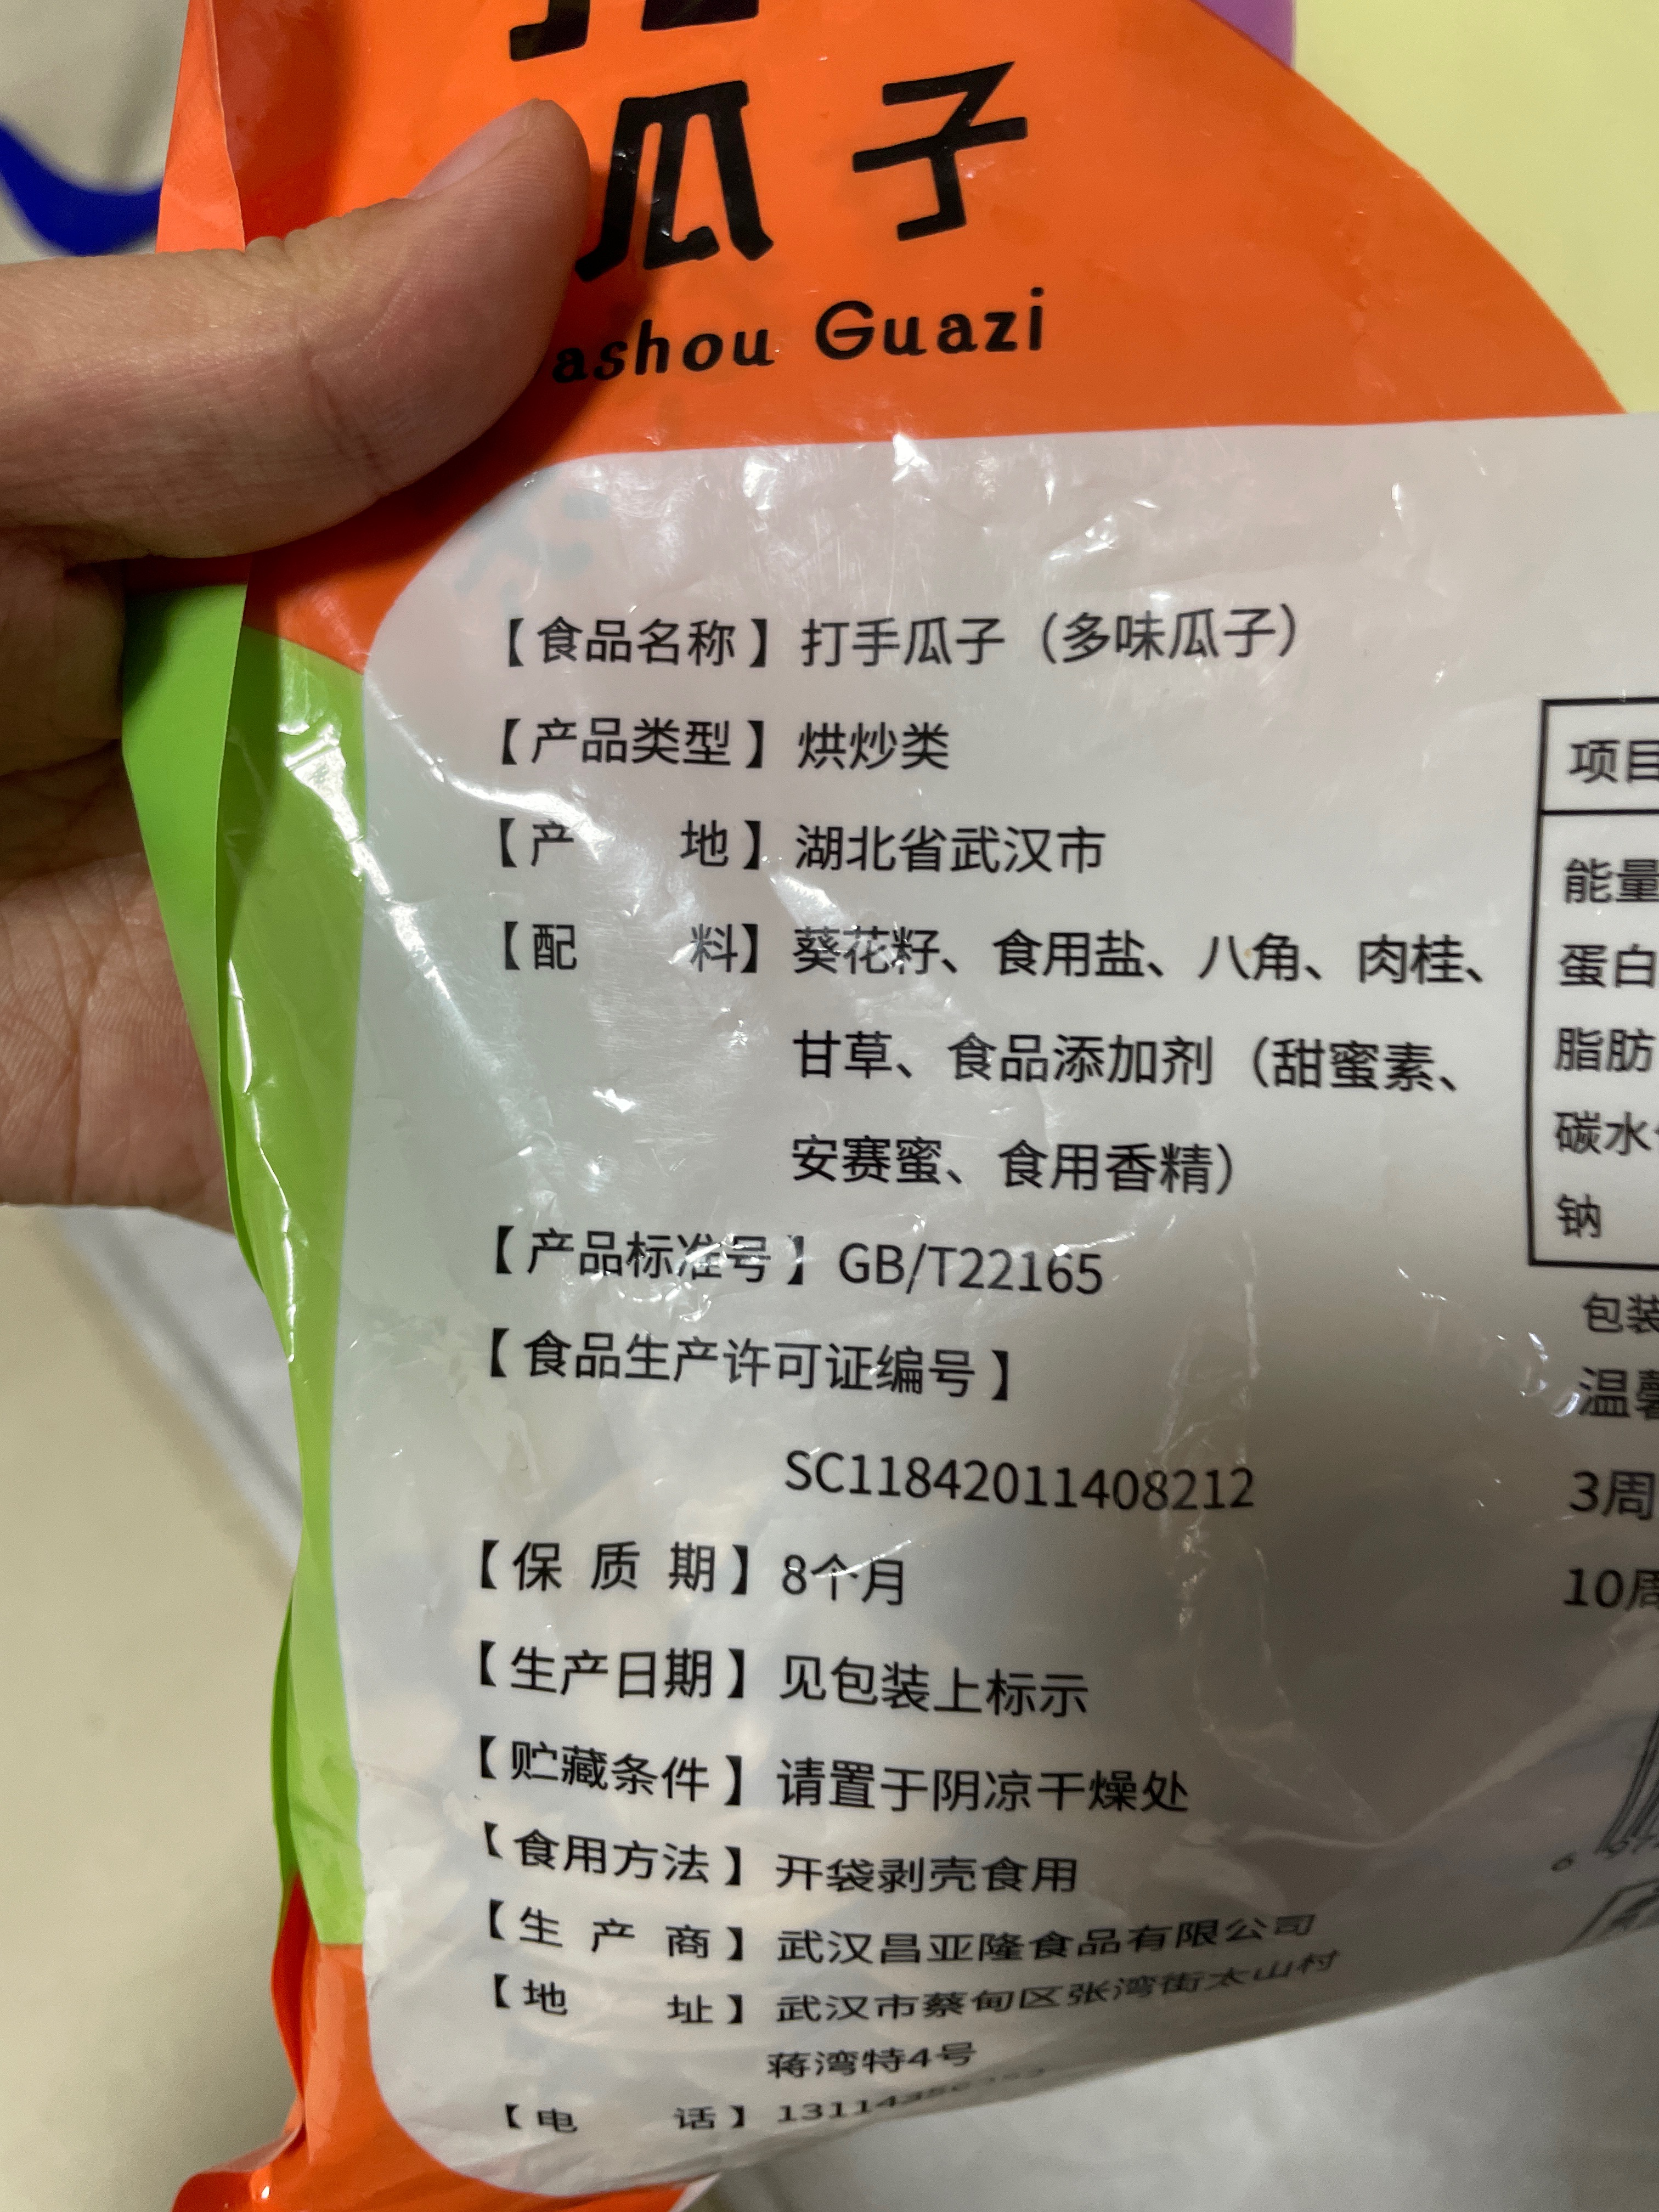 瓜子
ashou Guazi
【食品名称】打手瓜子（多味瓜子）
【产品类型】烘炒类
【产 地】湖北省武汉市
【配 料】葵花籽、食用盐、八角、肉桂、
甘草、食品添加剂（甜蜜素、
安赛蜜、食用香精）
【产品标准号】GB/T22165
【食品生产许可证编号】
SC11842011408212
【保 质 期】8个月
【生产日期】见包装上标示
【贮藏条件】请置于阴凉干燥处
【食用方法】开袋剥壳食用
【生 产 商】武汉昌亚隆食品有限公司
【地 址】武汉市蔡甸区张湾街太山村
蒋湾特4号
【电 话】
项目
能量
蛋白
脂肪
碳水
钠
包装
温馨
3周
10周